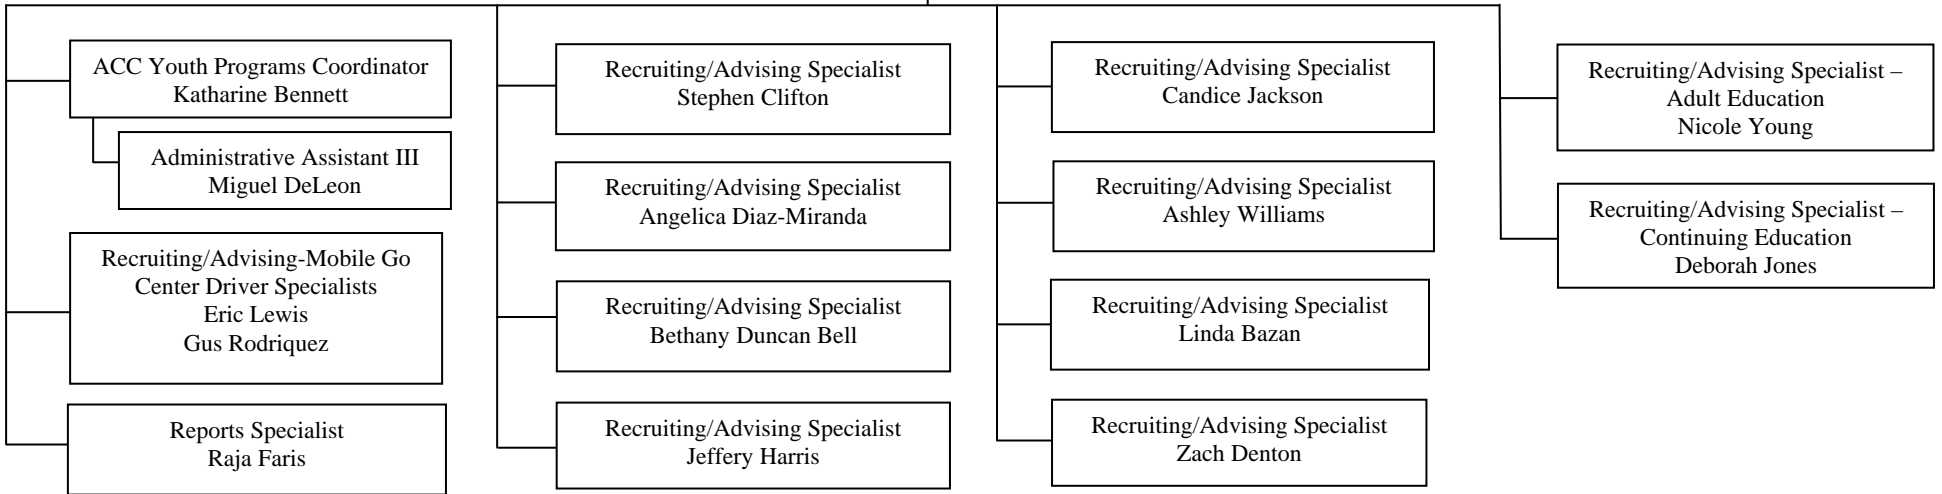 ACC Youth Programs Coordinator
Katharine Bennett
Administrative Assistant III
Miguel DeLeon
Recruiting/Advising-Mobile Go
Center Driver Specialists
Eric Lewis
Gus Rodriquez
Reports Specialist
Raja Faris
Recruiting/Advising Specialist
Stephen Clifton
Recruiting/Advising Specialist
Angelica Diaz-Miranda
Recruiting/Advising Specialist
Bethany Duncan Bell
Recruiting/Advising Specialist
Jeffery Harris
Recruiting/Advising Specialist
Candice Jackson
Recruiting/Advising Specialist
Ashley Williams
Recruiting/Advising Specialist
Linda Bazan
Recruiting/Advising Specialist
Zach Denton
Recruiting/Advising Specialist –
Adult Education
Nicole Young
Recruiting/Advising Specialist –
Continuing Education
Deborah Jones